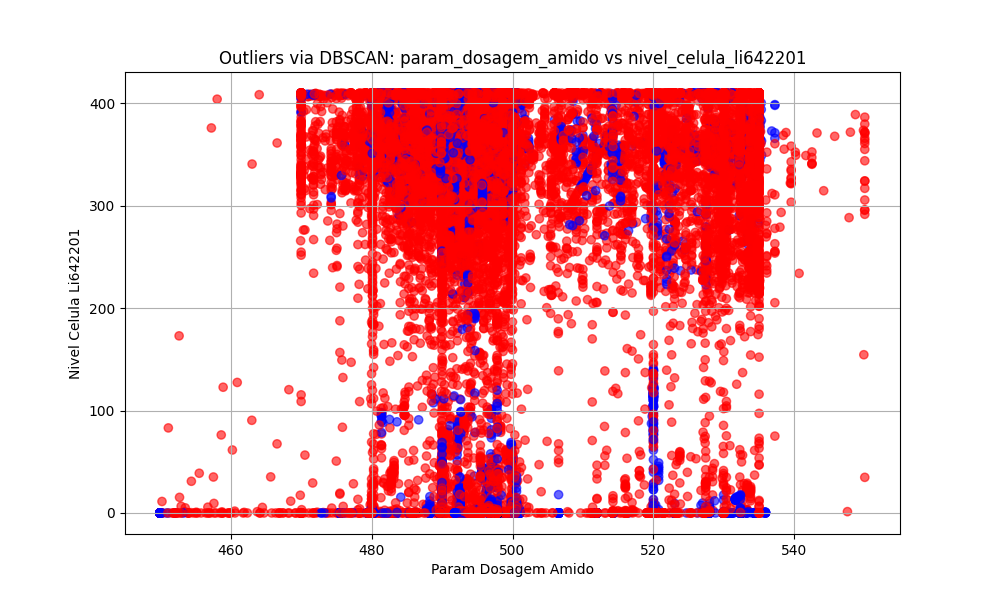 Outliers via DBSCAN: param_dosagem_amido vs nivel_celula_li642201
Nivel Celula Li642201
400
300
200
100
0
460 480 500 520 540
Param Dosagem Amido